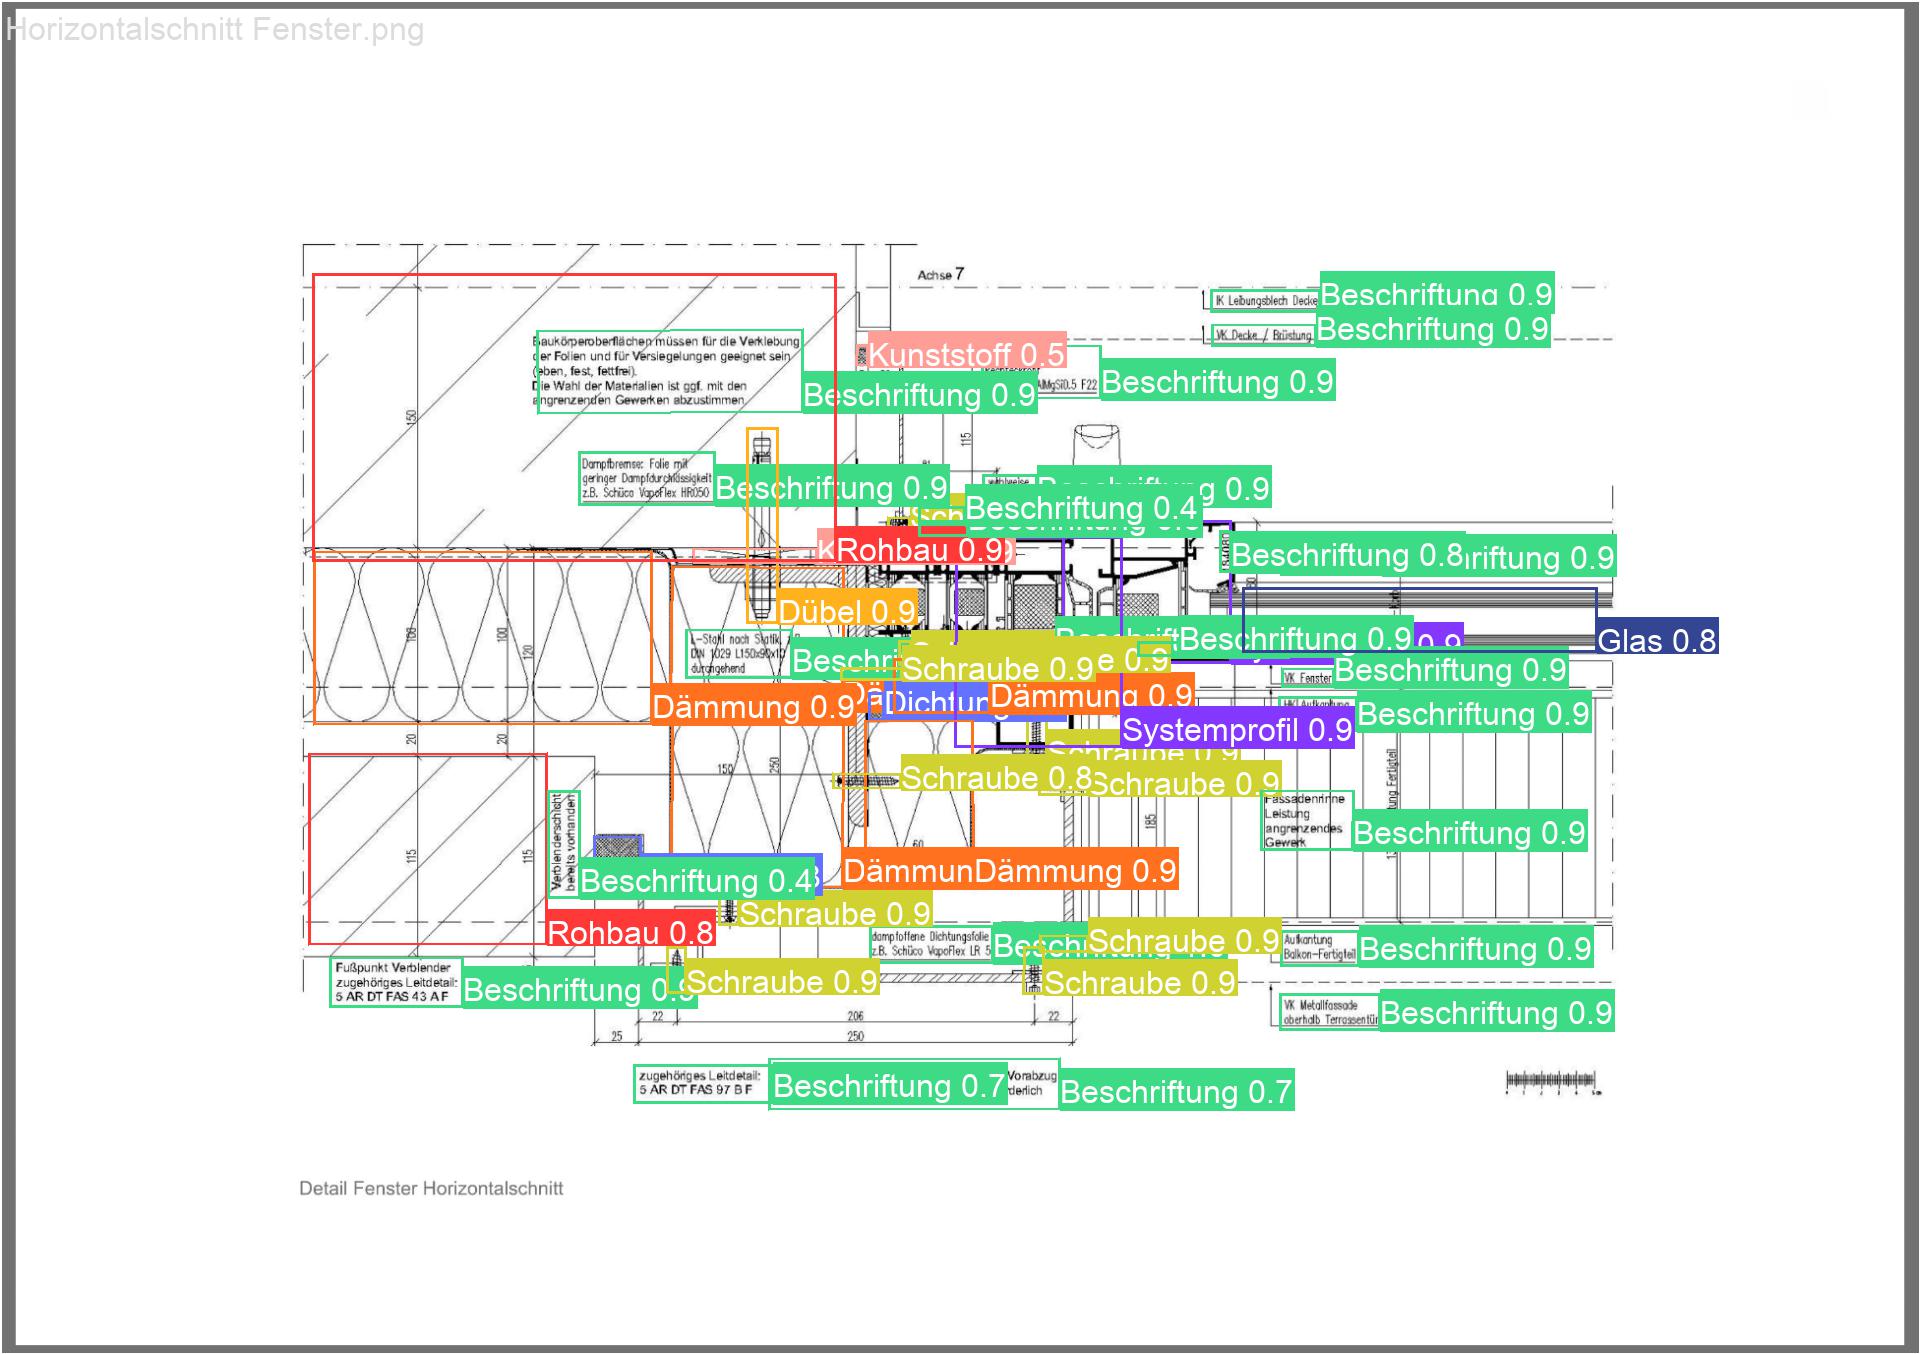 Horizontalschnitt Fenster.png
Achse 7
IK Leibungsblech Decke
Beschriftung 0.9
VK Decke / Brüstung
Beschriftung 0.9
Baukörperoberflächen müssen für die Verklebung
der Folien und für Versiegelungen geeignet sein
(eben, fest, fettfrei).
Die Wahl der Materialien ist ggf. mit den
angrenzenden Gewerken abzustimmen
Beschriftung 0.9
Kunststoff 0.5
AlMgSi0.5 F22
Beschriftung 0.9
150
115
Dampfbremse: Folie mit
geringer Dampfdurchlässigkeit
z.B. Schüco VapoFlex HR050
Beschriftung 0.9
wahlweise
Beschriftung 0.4
Rohbau 0.9
Beschriftung 0.8
Dübel 0.9
100
100
120
L-Stahl nach Statik,
DIN 1029 L150x90x10
durchgehend
Beschriftung 0.9
Glas 0.8
Schraube 0.9
VK Fenster
Beschriftung 0.9
Dämmung 0.9
Dichtung
Dämmung 0.9
HK Aufkantung
Beschriftung 0.9
Systemprofil 0.9
20
20
150
250
Schraube 0.9
Schraube 0.8
Schraube 0.9
Verblenderschicht
bereits vorhanden
115
115
185
Fassadenrinne
Leistung
angrenzendes
Gewerk
Beschriftung 0.9
60
Dämmun
Dämmung 0.9
Beschriftung 0.4
Schraube 0.9
Rohbau 0.8
dampfoffene Dichtungsfolie
z.B. Schüco VapoFlex LR
Schraube 0.9
Aufkantung
Balkon-Fertigteil
Beschriftung 0.9
Fußpunkt Verblender
zugehöriges Leitdetail:
5 AR DT FAS 43 A F
Beschriftung 0.9
Schraube 0.9
Schraube 0.9
VK Metallfassade
oberhalb Terrassentür
Beschriftung 0.9
22
206
22
25
250
zugehöriges Leitdetail:
5 AR DT FAS 97 B F
Beschriftung 0.7
Vorabzug
Beschriftung 0.7
Detail Fenster Horizontalschnitt